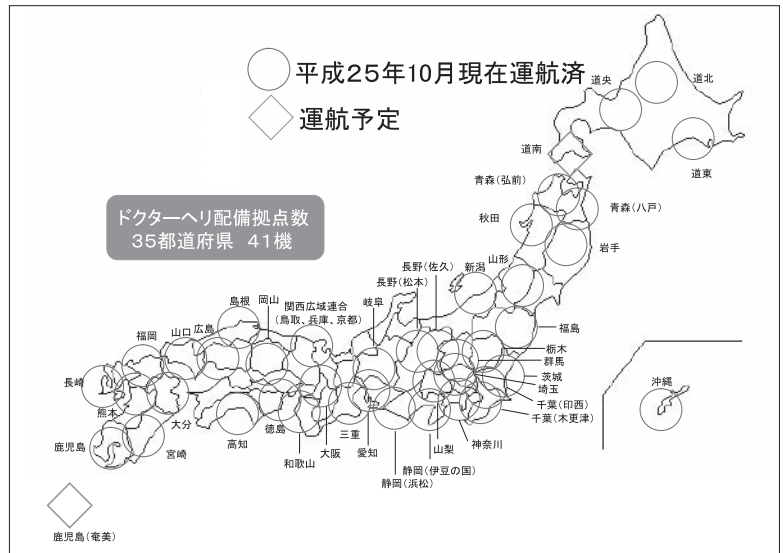 平成25年10月現在運航済
運航予定
ドクターヘリ配備拠点数
35都道府県 41機
道央
道北
道南
道東
青森(弘前)
青森(八戸)
秋田
岩手
山形
新潟
長野(佐久)
長野(松本)
岐阜
関西広域連合
(鳥取、兵庫、京都)
岡山
島根
広島
山口
福岡
福島
栃木
群馬
茨城
埼玉
千葉(印西)
千葉(木更津)
沖縄
長崎
熊本
大分
鹿児島
宮崎
高知
徳島
和歌山
大阪
三重
愛知
静岡(浜松)
静岡(伊豆の国)
山梨
神奈川
鹿児島(奄美)